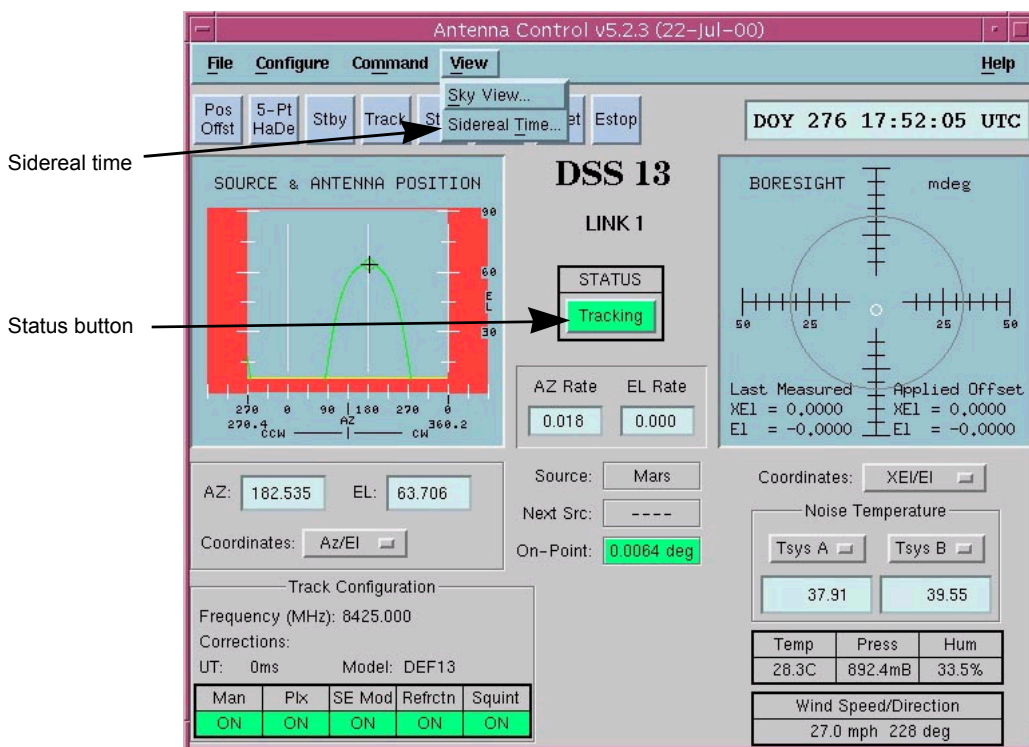 Antenna Control v5.2.3 (22-Jul-00)
File Configure Command View Help
Sky View...
Sidereal Time...
Pos Offst
5-Pt HaDe
Stby
Track
Estop
DOY 276 17:52:05 UTC
Sidereal time
Status button
SOURCE & ANTENNA POSITION
90
60
EL
30
270 0 90 180 270 0
270.4 AZ 360.2
CCW CW
DSS 13
LINK 1
STATUS
Tracking
AZ Rate EL Rate
0.018 0.000
BORESIGHT mdeg
50 25 25 50
Last Measured Applied Offset
XEl = 0.0000 XEl = 0.0000
El = -0.0000 El = -0.0000
AZ: 182.535 EL: 63.706
Coordinates: Az/El
Source: Mars
Next Src: ----
On-Point: 0.0064 deg
Coordinates: XEl/El
Noise Temperature
Tsys A Tsys B
37.91 39.55
Track Configuration
Frequency (MHz): 8425.000
Corrections:
UT: 0ms Model: DEF13
Man Plx SE Mod Refrctn Squint
ON ON ON ON ON
Temp Press Hum
28.3C 892.4mB 33.5%
Wind Speed/Direction
27.0 mph 228 deg